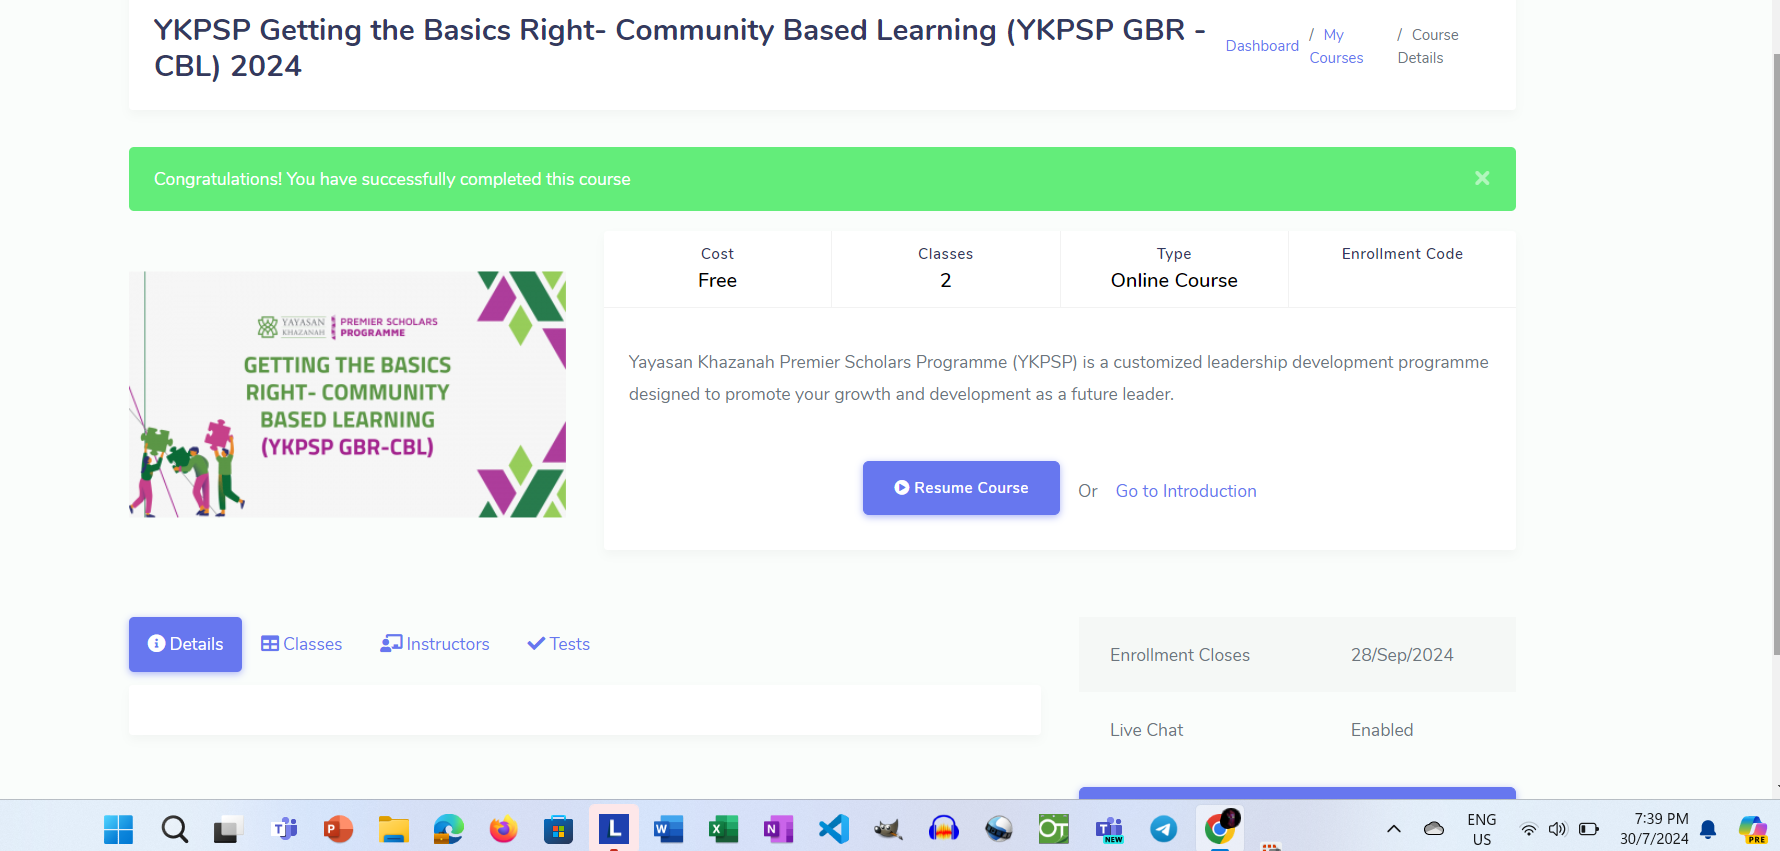 YKPSP Getting the Basics Right- Community Based Learning (YKPSP GBR -
CBL) 2024
Dashboard / My Courses / Course Details
Congratulations! You have successfully completed this course
Cost
Free
Classes
2
Type
Online Course
Enrollment Code
YAYASAN
KHAZANAH
PREMIER SCHOLARS
PROGRAMME
GETTING THE BASICS
RIGHT- COMMUNITY
BASED LEARNING
(YKPSP GBR-CBL)
Yayasan Khazanah Premier Scholars Programme (YKPSP) is a customized leadership development programme
designed to promote your growth and development as a future leader.
Resume Course Or Go to Introduction
Details Classes Instructors Tests
Enrollment Closes 28/Sep/2024
Live Chat Enabled
ENG
US
7:39 PM
30/7/2024
NEW
PRE